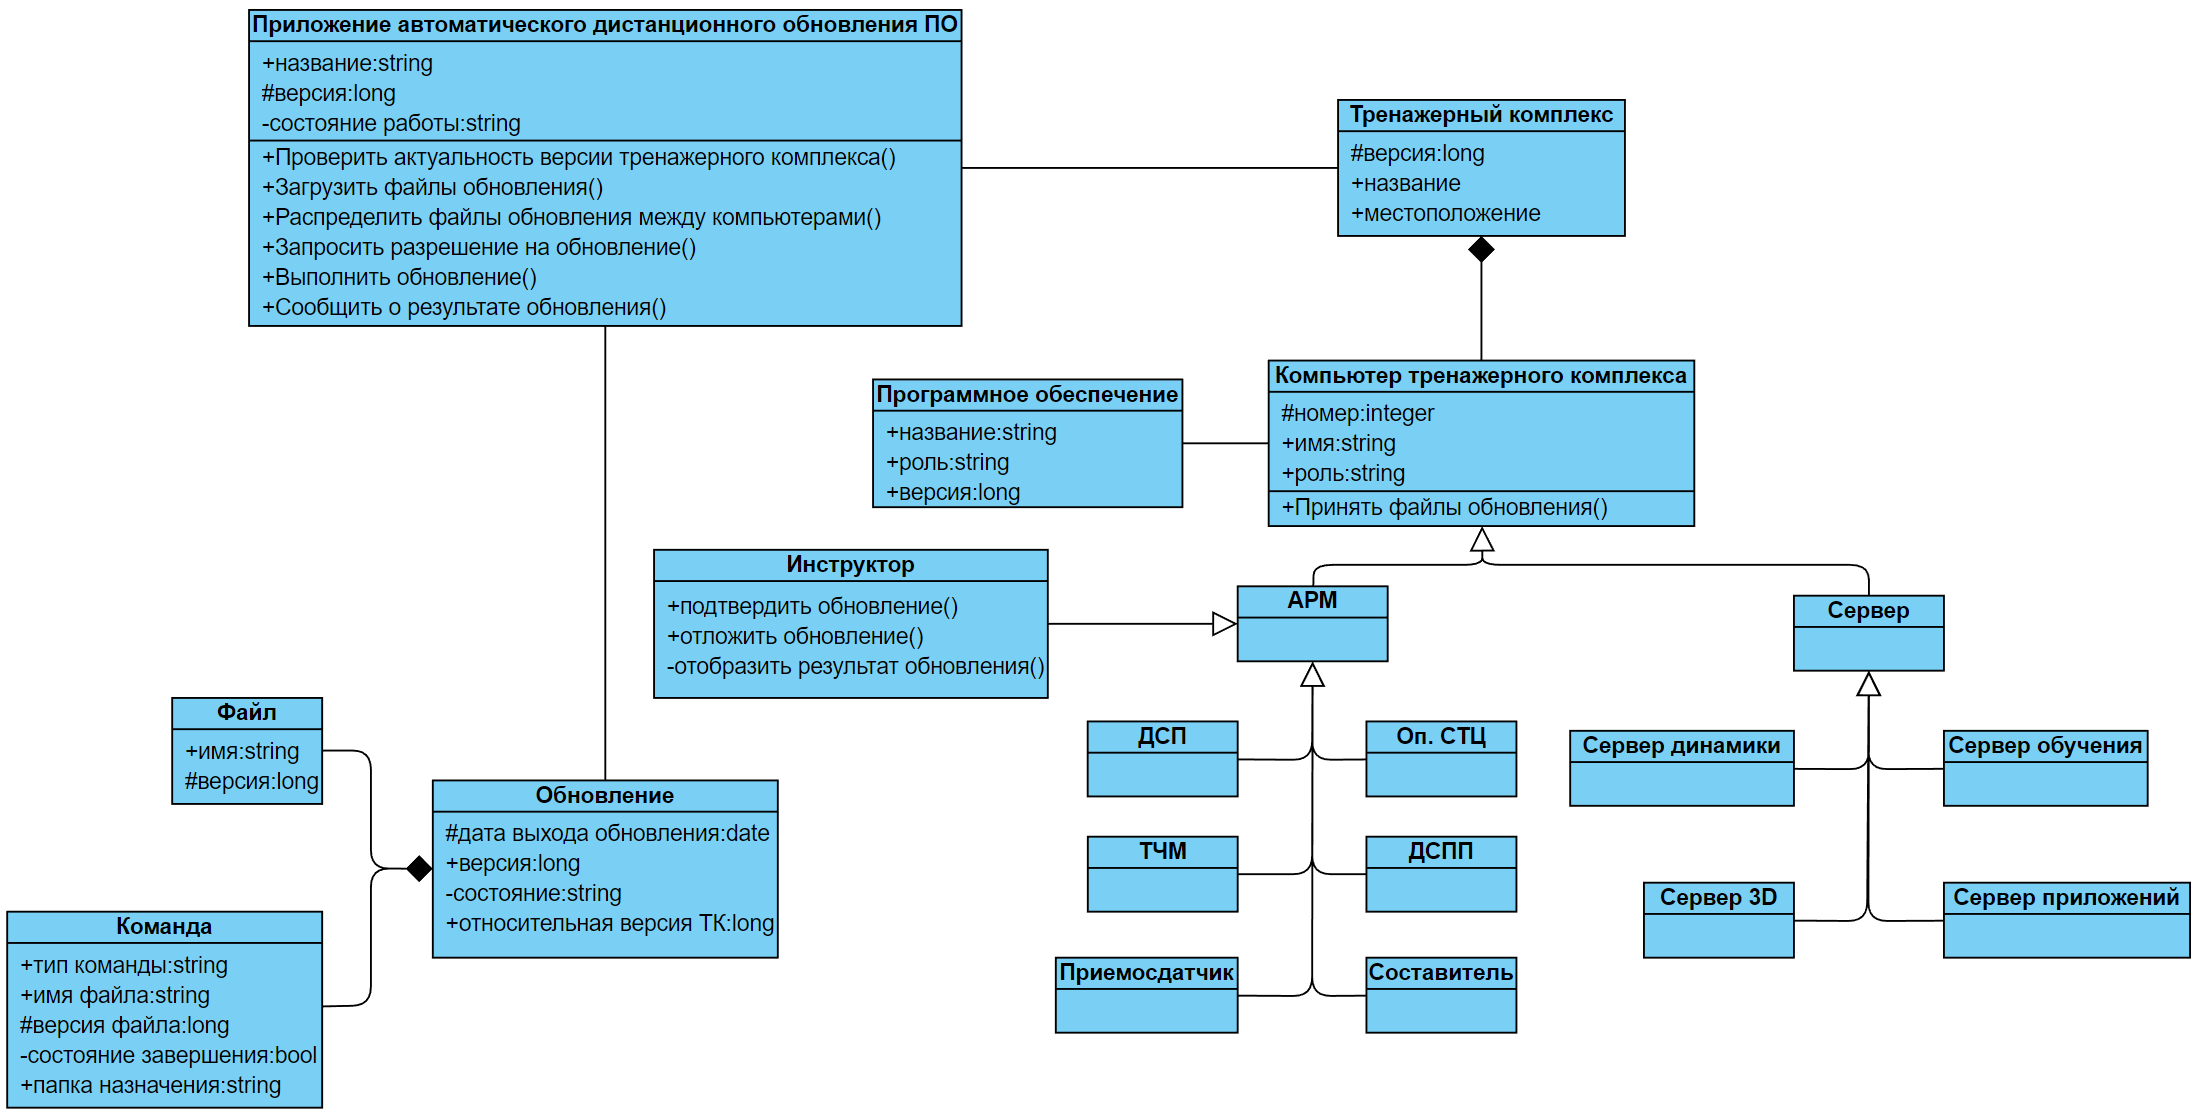 Приложение автоматического дистанционного обновления ПО
+название:string
#версия:long
-состояние работы:string
+Проверить актуальность версии тренажерного комплекса()
+Загрузить файлы обновления()
+Распределить файлы обновления между компьютерами()
+Запросить разрешение на обновление()
+Выполнить обновление()
+Сообщить о результате обновления()
Тренажерный комплекс
#версия:long
+название
+местоположение
Программное обеспечение
+название:string
+роль:string
+версия:long
Компьютер тренажерного комплекса
#номер:integer
+имя:string
+роль:string
+Принять файлы обновления()
Инструктор
+подтвердить обновление()
+отложить обновление()
-отобразить результат обновления()
АРМ
Сервер
Файл
+имя:string
#версия:long
Обновление
#дата выхода обновления:date
+версия:long
-состояние:string
+относительная версия ТК:long
Команда
+тип команды:string
+имя файла:string
#версия файла:long
-состояние завершения:bool
+папка назначения:string
ДСП
Оп. СТЦ
ТЧМ
ДСПП
Приемосдатчик
Составитель
Сервер динамики
Сервер обучения
Сервер 3D
Сервер приложений